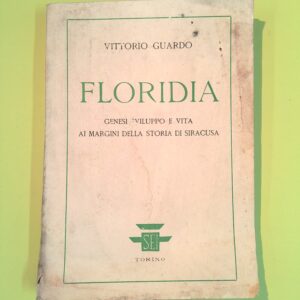 VITTORIO GUARDO
FLORIDIA
GENESI SVILUPPO E VITA
AI MARGINI DELLA STORIA DI SIRACUSA
SEI
TORINO